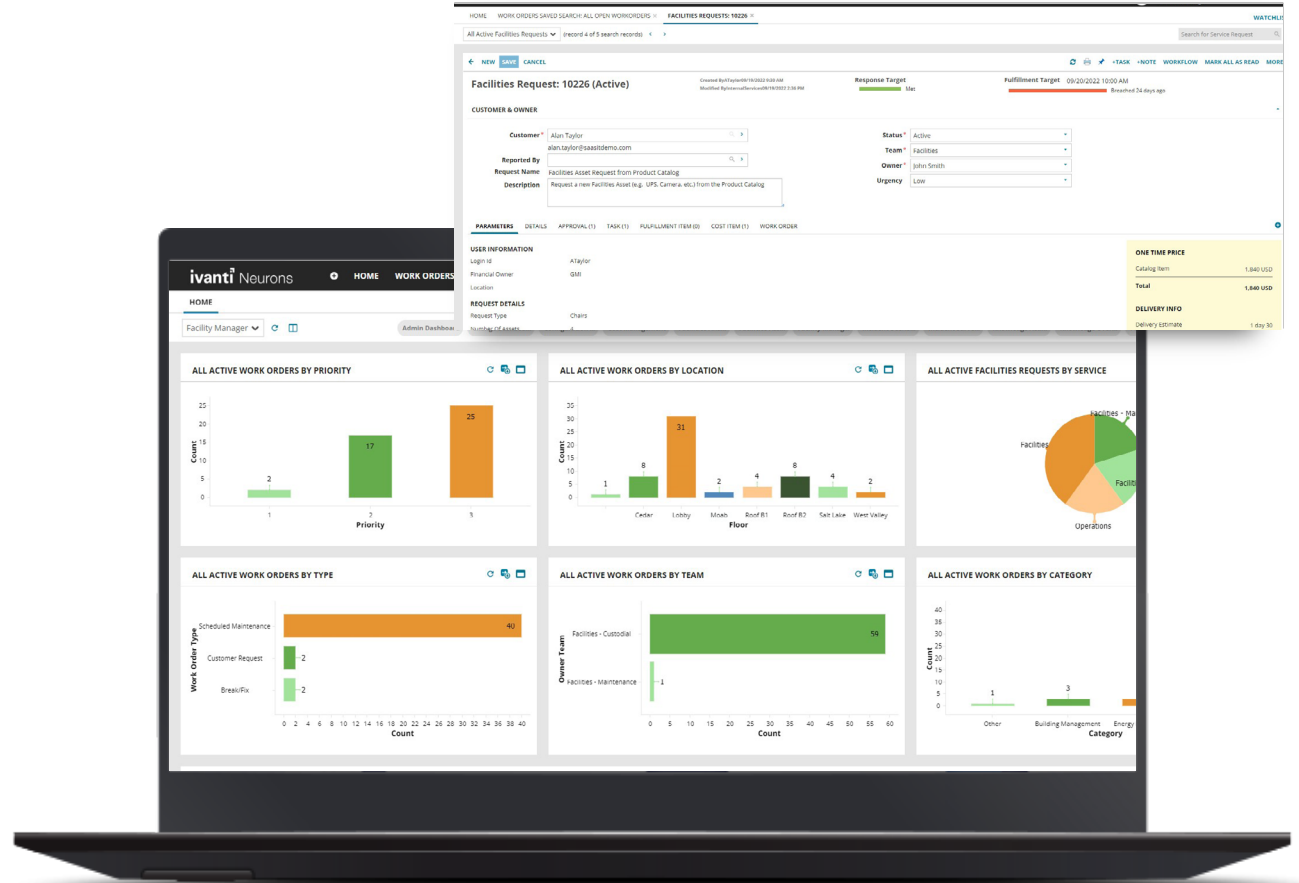 HOME WORK ORDERS SAVED SEARCH: ALL OPEN WORKORDERS × FACILITIES REQUESTS: 10226 ×
WATCHLIS
All Active Facilities Requests (record 4 of 5 search records) < >
Search for Service Request
NEW SAVE CANCEL
+TASK +NOTE WORKFLOW MARK ALL AS READ MORE
Facilities Request: 10226 (Active)
Response Target
Met
Fulfillment Target 09/20/2022 10:00 AM
Breached 24 days ago
CUSTOMER & OWNER
Customer* Alan Taylor
alan.taylor@saasitdemo.com
Reported By
Request Name Facilities Asset Request from Product Catalog
Description Request a new Facilities Asset (e.g. UPS, Camera, etc.) from the Product Catalog
Status* Active
Team* Facilities
Owner* John Smith
Urgency Low
PARAMETERS DETAILS APPROVAL (1) TASK (1) FULFILLMENT ITEM (0) COST ITEM (1) WORK ORDER
USER INFORMATION
Login Id ATaylor
Financial Owner GMI
Location
REQUEST DETAILS
Request Type Chairs
Number Of Assets 4
ONE TIME PRICE
Catalog Item 1,840 USD
Total 1,840 USD
DELIVERY INFO
Delivery Estimate 1 day 30
ivanti Neurons HOME WORK ORDERS
HOME
Facility Manager
Admin Dashboar
ALL ACTIVE WORK ORDERS BY PRIORITY
25
20
15
10
5
0
Count
2
17
25
1 2 3
Priority
ALL ACTIVE WORK ORDERS BY LOCATION
35
30
25
20
15
10
5
0
Count
1 8 31 2 4 8 4 2
Cedar Lobby Moab Roof B1 Roof B2 Salt Lake West Valley
Floor
ALL ACTIVE FACILITIES REQUESTS BY SERVICE
Facilities - Ma
Facilities
Faciliti
Operations
ALL ACTIVE WORK ORDERS BY TYPE
Work Order Type
Scheduled Maintenance 40
Customer Request 2
Break/Fix 2
0 2 4 6 8 10 12 14 16 18 20 22 24 26 28 30 32 34 36 38 40
Count
ALL ACTIVE WORK ORDERS BY TEAM
Owner Team
Facilities - Custodial 59
Facilities - Maintenance 1
0 5 10 15 20 25 30 35 40 45 50 55 60
Count
ALL ACTIVE WORK ORDERS BY CATEGORY
40
35
30
25
20
15
10
5
0
Count
1 3
Other Building Management Energy
Category